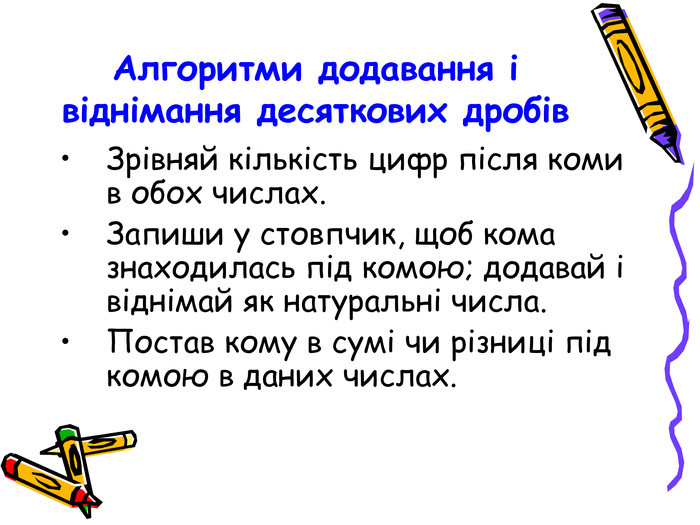 Алгоритми додавання і
віднімання десяткових дробів
• Зрівняй кількість цифр після коми
в обох числах.
• Запиши у стовпчик, щоб кома
знаходилась під комою; додавай і
віднімай як натуральні числа.
• Постав кому в сумі чи різниці під
комою в даних числах.